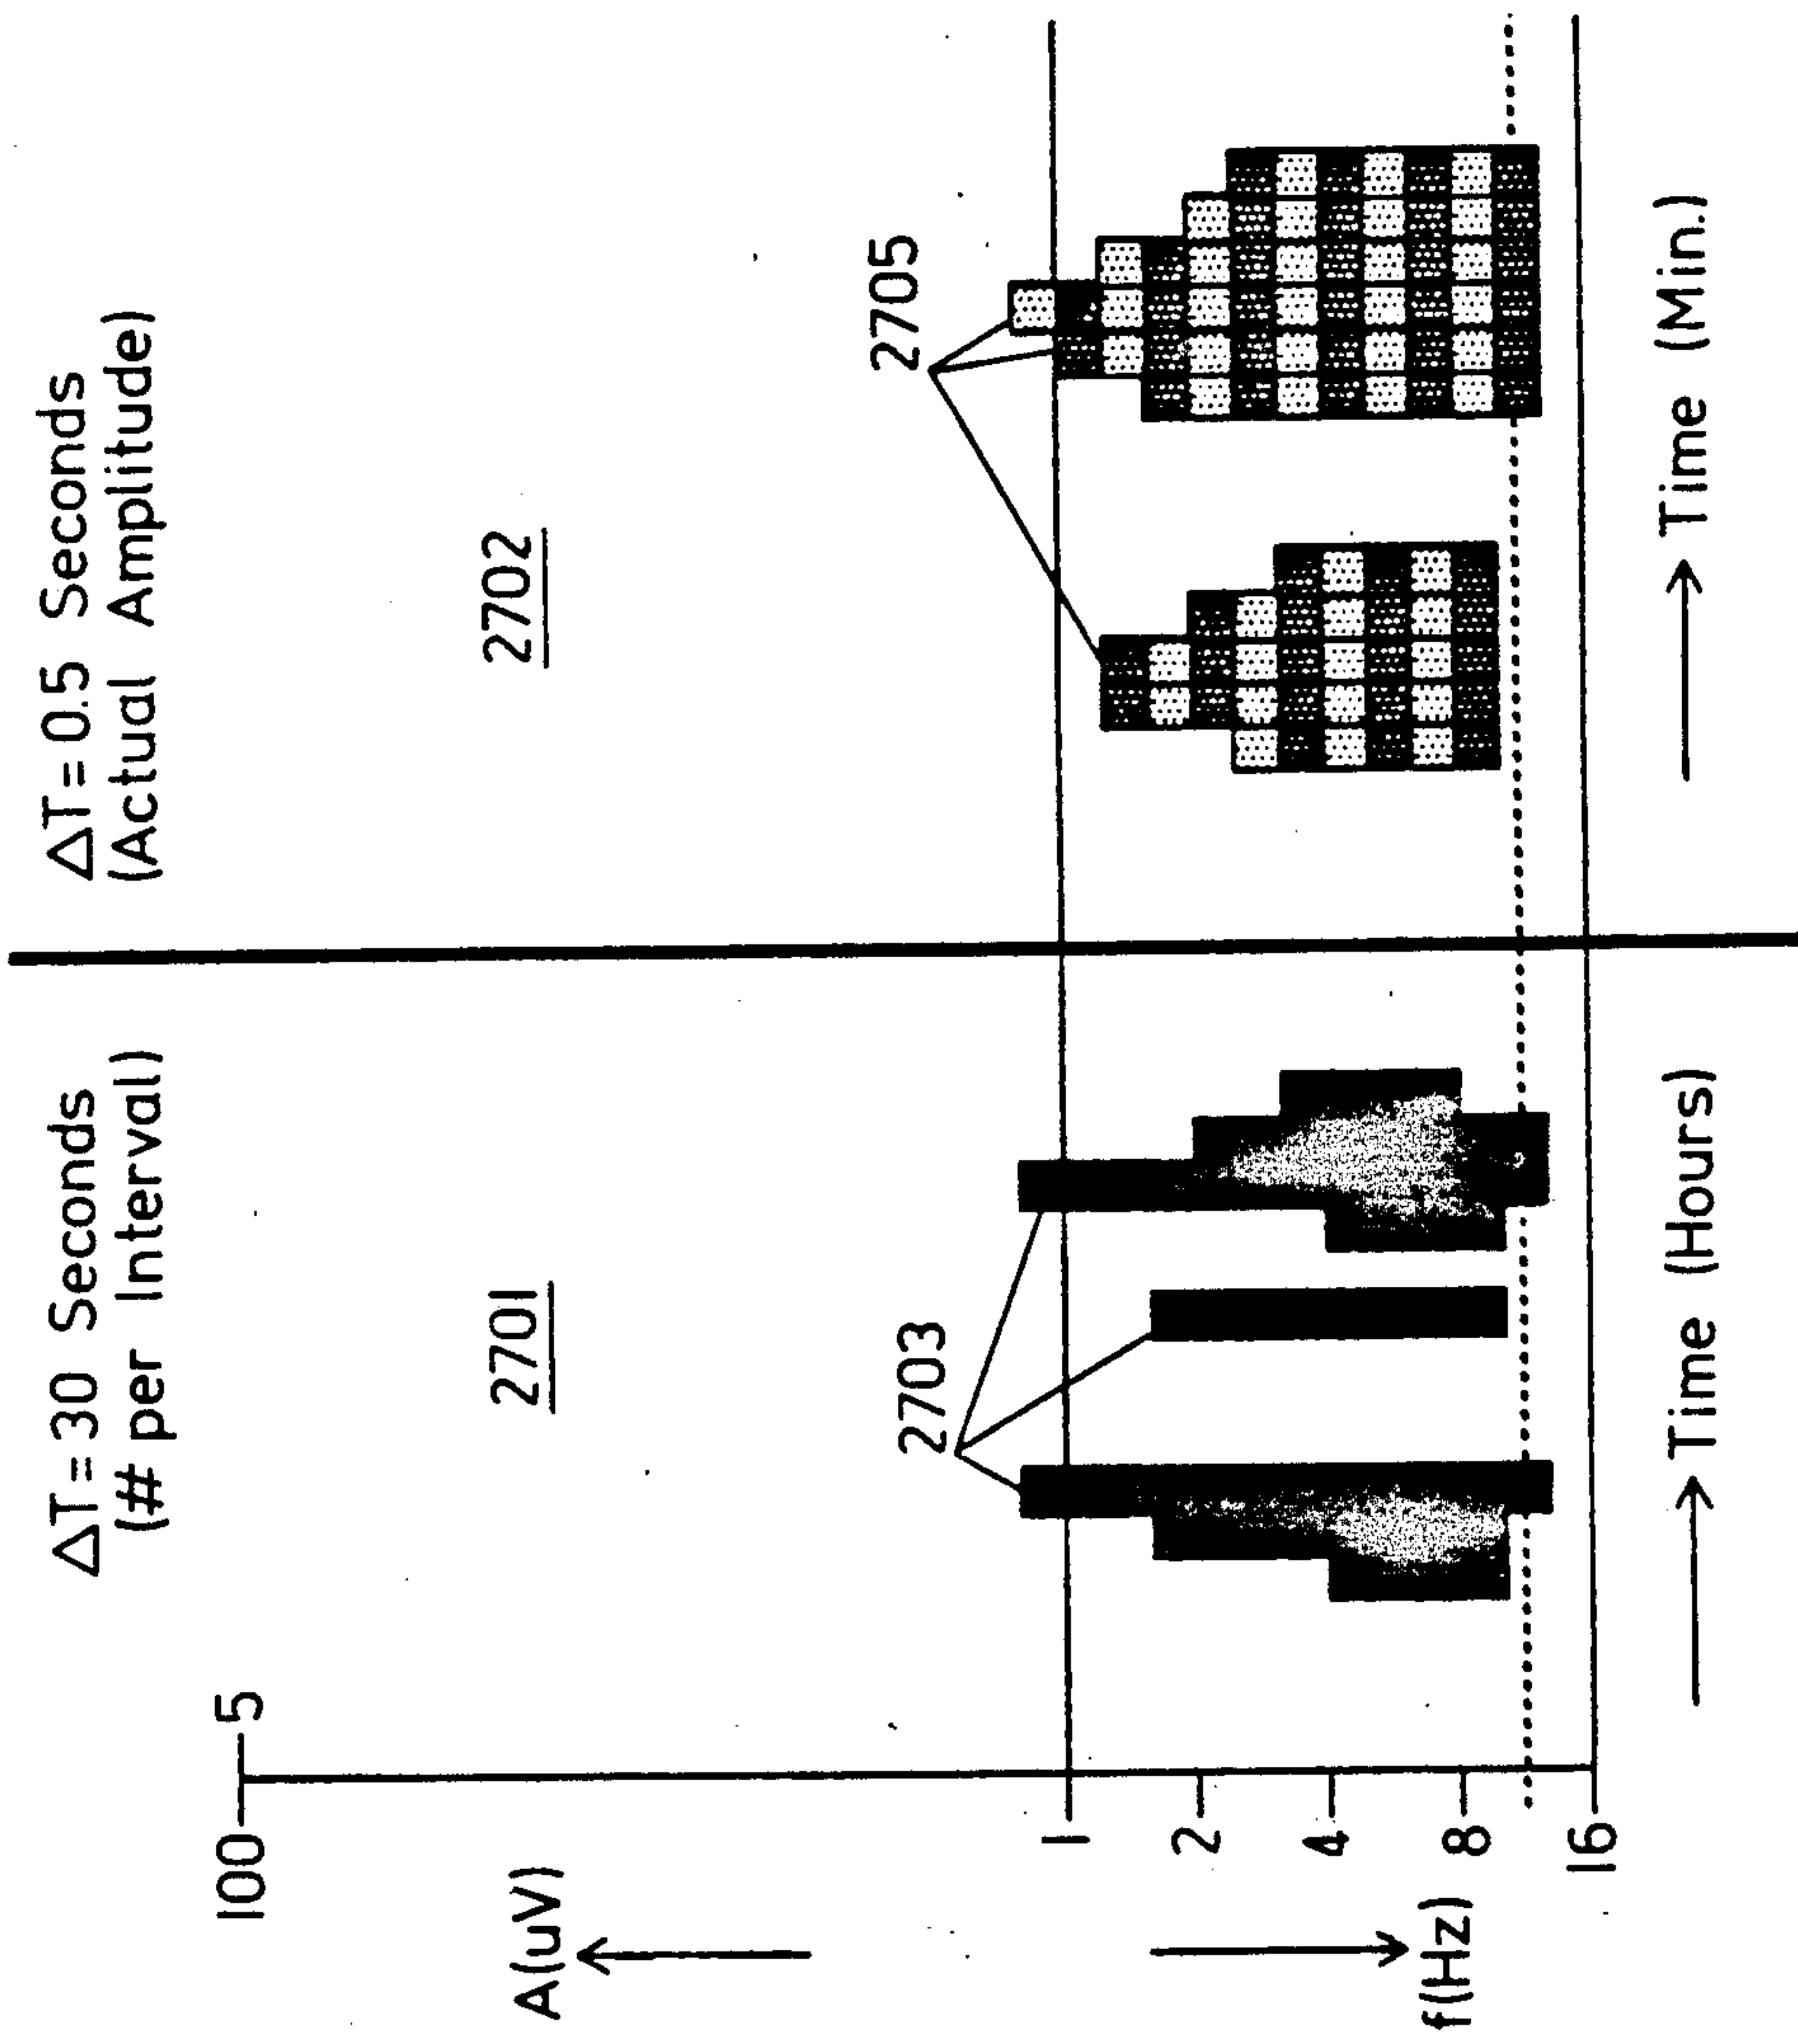 ΔT=30 Seconds
(# per Interval)
ΔT=0.5 Seconds
(Actual Amplitude)
100
5
2701
2702
A(uV)
2703
2705
1
2
4
8
16
f(Hz)
Time (Hours)
Time (Min.)